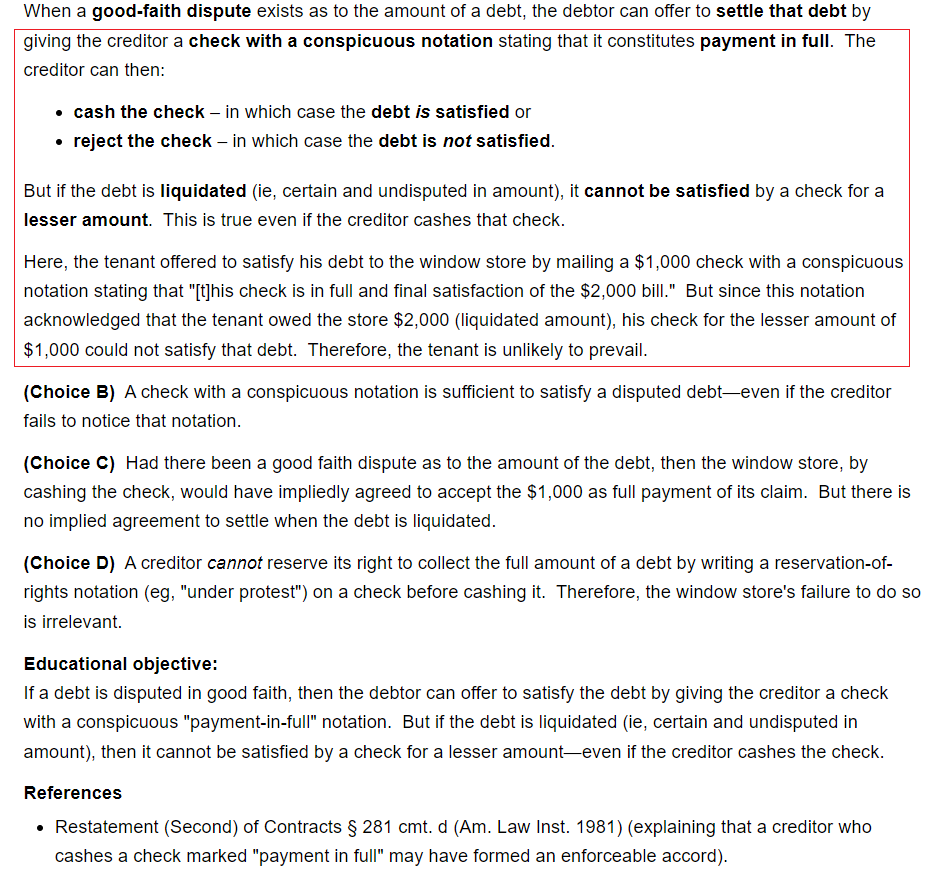 When a good-faith dispute exists as to the amount of a debt, the debtor can offer to settle that debt by
giving the creditor a check with a conspicuous notation stating that it constitutes payment in full.  The
creditor can then:
• cash the check – in which case the debt is satisfied or
• reject the check – in which case the debt is not satisfied.
But if the debt is liquidated (ie, certain and undisputed in amount), it cannot be satisfied by a check for a
lesser amount.  This is true even if the creditor cashes that check.
Here, the tenant offered to satisfy his debt to the window store by mailing a $1,000 check with a conspicuous
notation stating that "[t]his check is in full and final satisfaction of the $2,000 bill."  But since this notation
acknowledged that the tenant owed the store $2,000 (liquidated amount), his check for the lesser amount of
$1,000 could not satisfy that debt.  Therefore, the tenant is unlikely to prevail.
(Choice B)  A check with a conspicuous notation is sufficient to satisfy a disputed debt—even if the creditor
fails to notice that notation.
(Choice C)  Had there been a good faith dispute as to the amount of the debt, then the window store, by
cashing the check, would have impliedly agreed to accept the $1,000 as full payment of its claim.  But there is
no implied agreement to settle when the debt is liquidated.
(Choice D)  A creditor cannot reserve its right to collect the full amount of a debt by writing a reservation-of-
rights notation (eg, "under protest") on a check before cashing it.  Therefore, the window store's failure to do so
is irrelevant.
Educational objective:
If a debt is disputed in good faith, then the debtor can offer to satisfy the debt by giving the creditor a check
with a conspicuous "payment-in-full" notation.  But if the debt is liquidated (ie, certain and undisputed in
amount), then it cannot be satisfied by a check for a lesser amount—even if the creditor cashes the check.
References
• Restatement (Second) of Contracts § 281 cmt. d (Am. Law Inst. 1981) (explaining that a creditor who
cashes a check marked "payment in full" may have formed an enforceable accord).